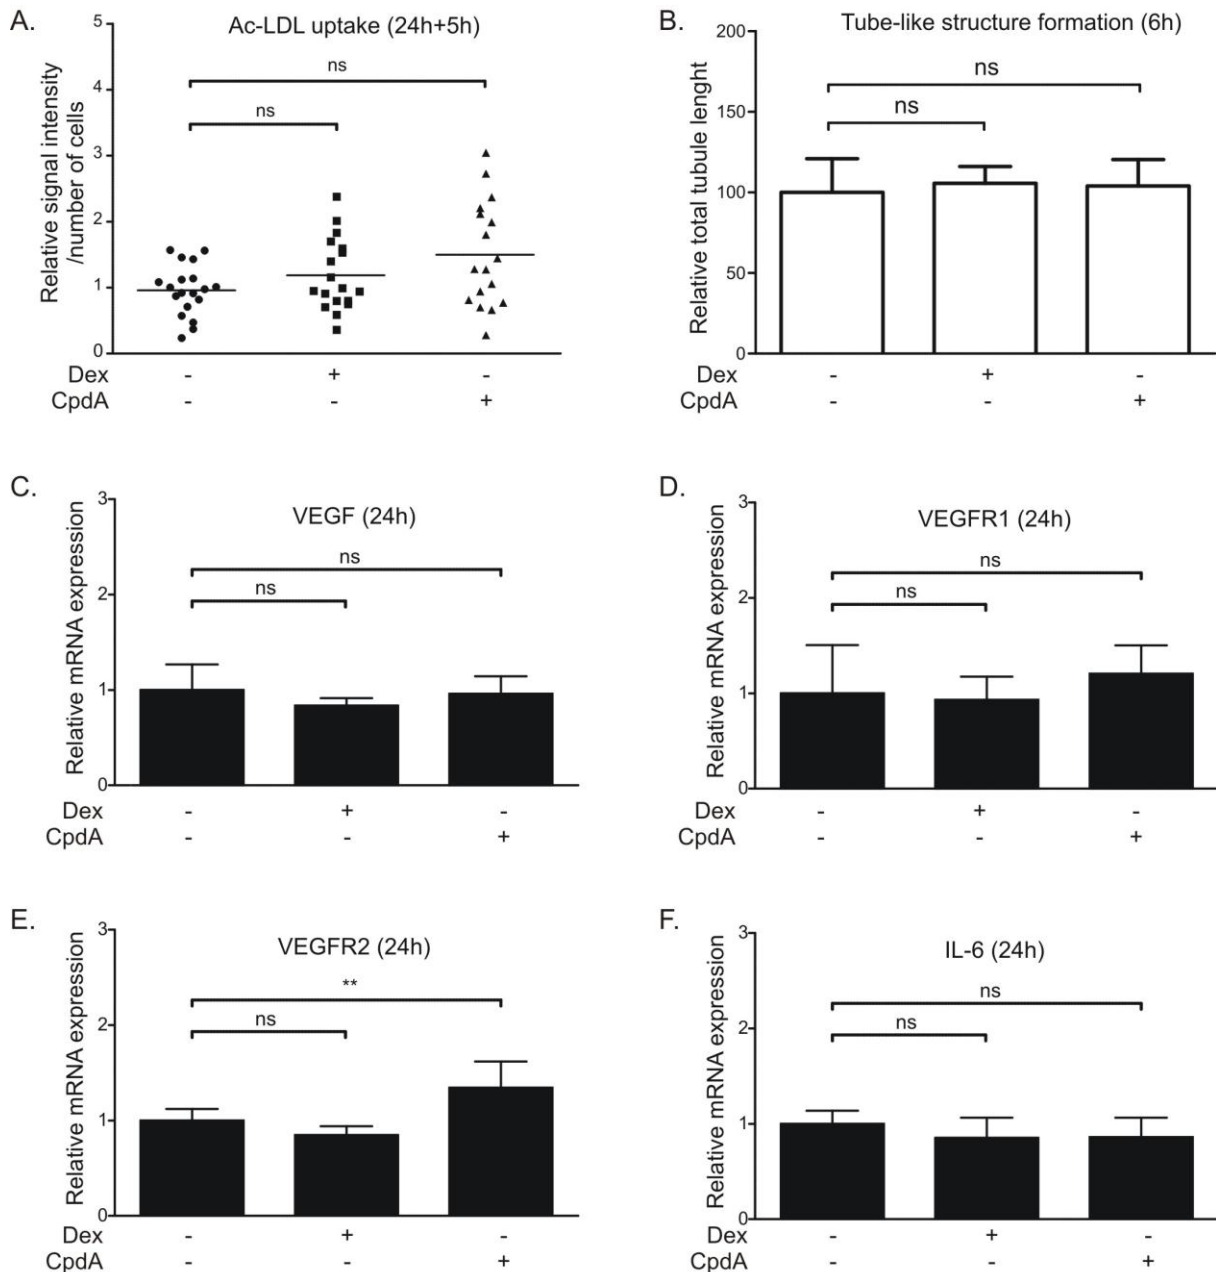 A.
Ac-LDL uptake (24h+5h)
Relative signal intensity
/number of cells
5
4
3
2
1
0
ns
ns
Dex - + -
CpdA - - +
B.
Tube-like structure formation (6h)
Relative total tubule lenght
200
150
100
50
0
ns
ns
Dex - + -
CpdA - - +
C.
VEGF (24h)
Relative mRNA expression
3
2
1
0
ns
ns
Dex - + -
CpdA - - +
D.
VEGFR1 (24h)
Relative mRNA expression
3
2
1
0
ns
ns
Dex - + -
CpdA - - +
E.
VEGFR2 (24h)
Relative mRNA expression
3
2
1
0
**
ns
Dex - + -
CpdA - - +
F.
IL-6 (24h)
Relative mRNA expression
3
2
1
0
ns
ns
Dex - + -
CpdA - - +